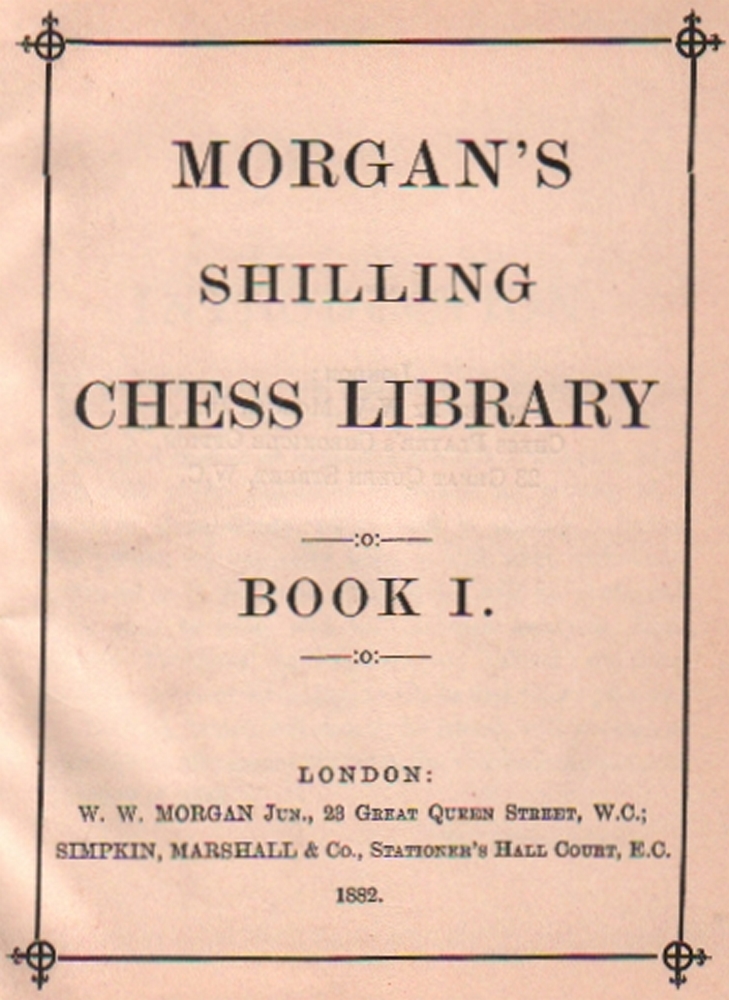 MORGAN'S
SHILLING
CHESS LIBRARY
—:o:—
BOOK I.
—:o:—
LONDON:
W. W. MORGAN Jun., 23 Great Queen Street, W.C.;
SIMPKIN, MARSHALL & Co., Stationer's Hall Court, E.C.
1882.